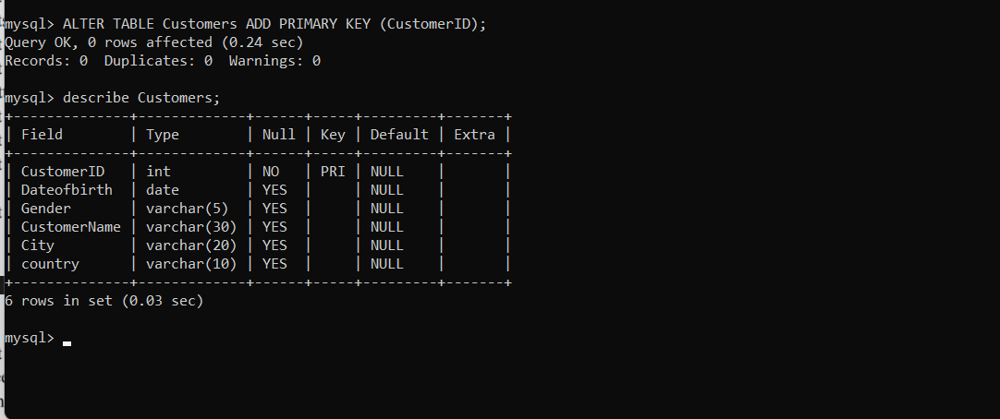 mysql> ALTER TABLE Customers ADD PRIMARY KEY (CustomerID);
Query OK, 0 rows affected (0.24 sec)
Records: 0  Duplicates: 0  Warnings: 0
mysql> describe Customers;
+--------------+-------------+------+-----+---------+-------+
| Field        | Type        | Null | Key | Default | Extra |
+--------------+-------------+------+-----+---------+-------+
| CustomerID   | int         | NO   | PRI | NULL    |       |
| Dateofbirth  | date        | YES  |     | NULL    |       |
| Gender       | varchar(5)  | YES  |     | NULL    |       |
| CustomerName | varchar(30) | YES  |     | NULL    |       |
| City         | varchar(20) | YES  |     | NULL    |       |
| country      | varchar(10) | YES  |     | NULL    |       |
+--------------+-------------+------+-----+---------+-------+
6 rows in set (0.03 sec)
mysql>